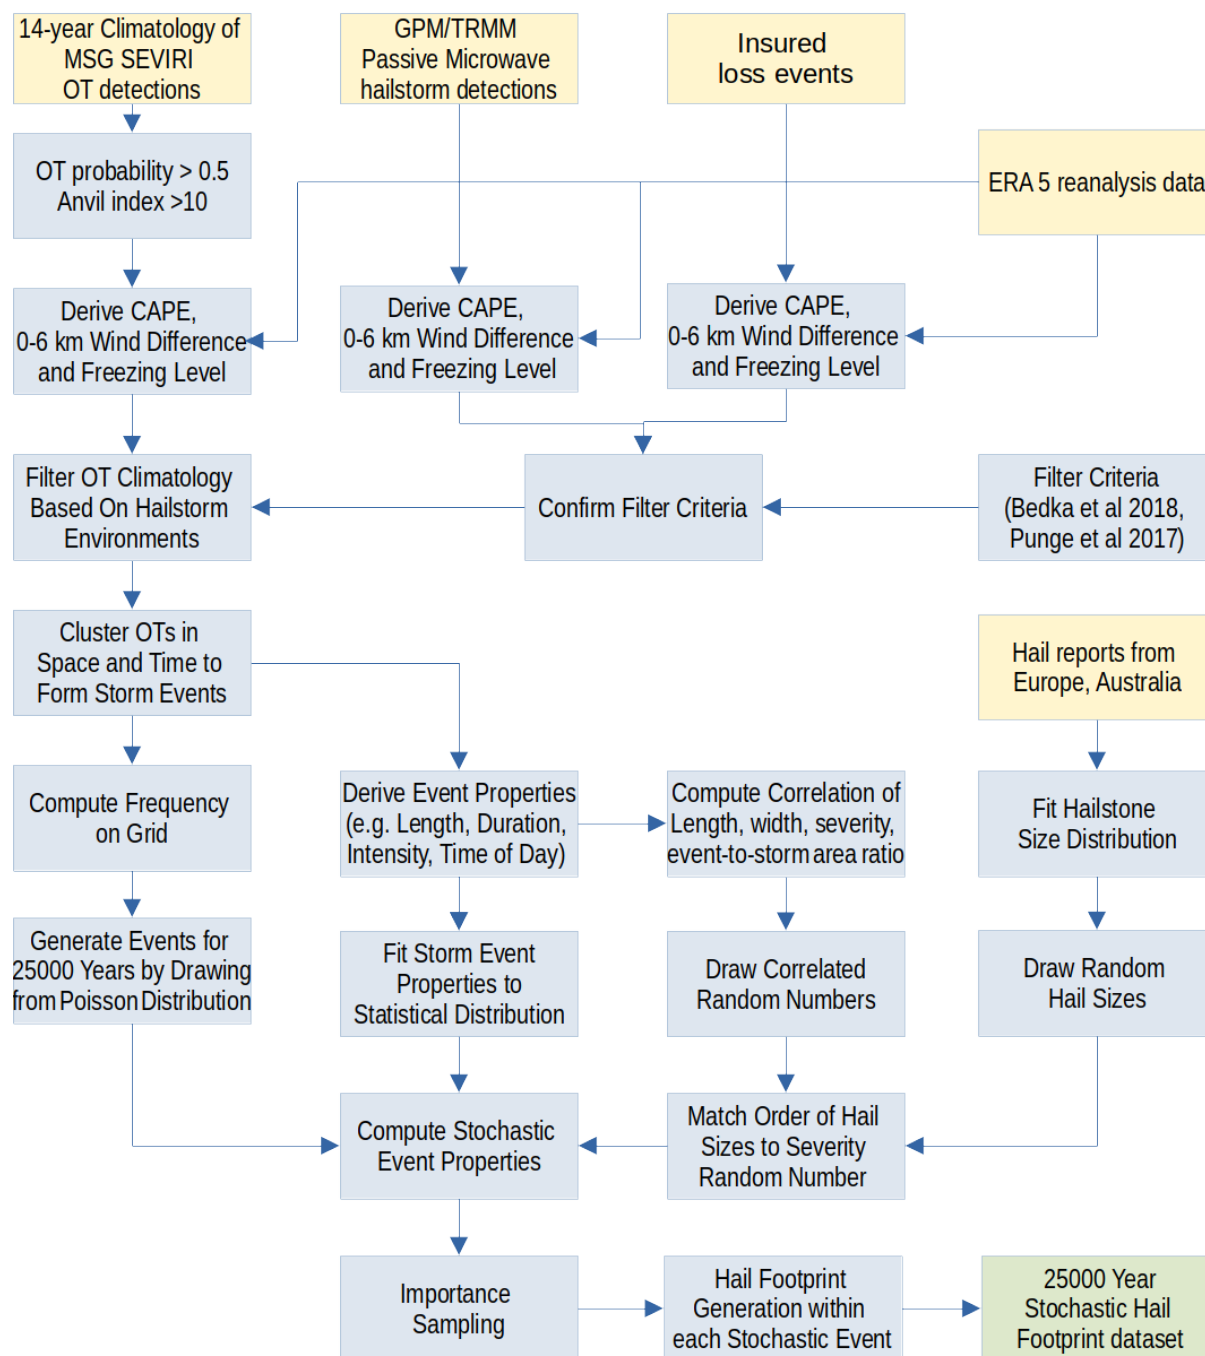 14-year Climatology of
MSG SEVIRI
OT detections
GPM/TRMM
Passive Microwave
hailstorm detections
Insured
loss events
OT probability > 0.5
Anvil index >10
ERA 5 reanalysis data
Derive CAPE,
0-6 km Wind Difference
and Freezing Level
Derive CAPE,
0-6 km Wind Difference
and Freezing Level
Derive CAPE,
0-6 km Wind Difference
and Freezing Level
Filter OT Climatology
Based On Hailstorm
Environments
Confirm Filter Criteria
Filter Criteria
(Bedka et al 2018,
Punge et al 2017)
Cluster OTs in
Space and Time to
Form Storm Events
Hail reports from
Europe, Australia
Compute Frequency
on Grid
Derive Event Properties
(e.g. Length, Duration,
Intensity, Time of Day)
Compute Correlation of
Length, width, severity,
event-to-storm area ratio
Fit Hailstone
Size Distribution
Generate Events for
25000 Years by Drawing
from Poisson Distribution
Fit Storm Event
Properties to
Statistical Distribution
Draw Correlated
Random Numbers
Draw Random
Hail Sizes
Compute Stochastic
Event Properties
Match Order of Hail
Sizes to Severity
Random Number
Importance
Sampling
Hail Footprint
Generation within
each Stochastic Event
25000 Year
Stochastic Hail
Footprint dataset